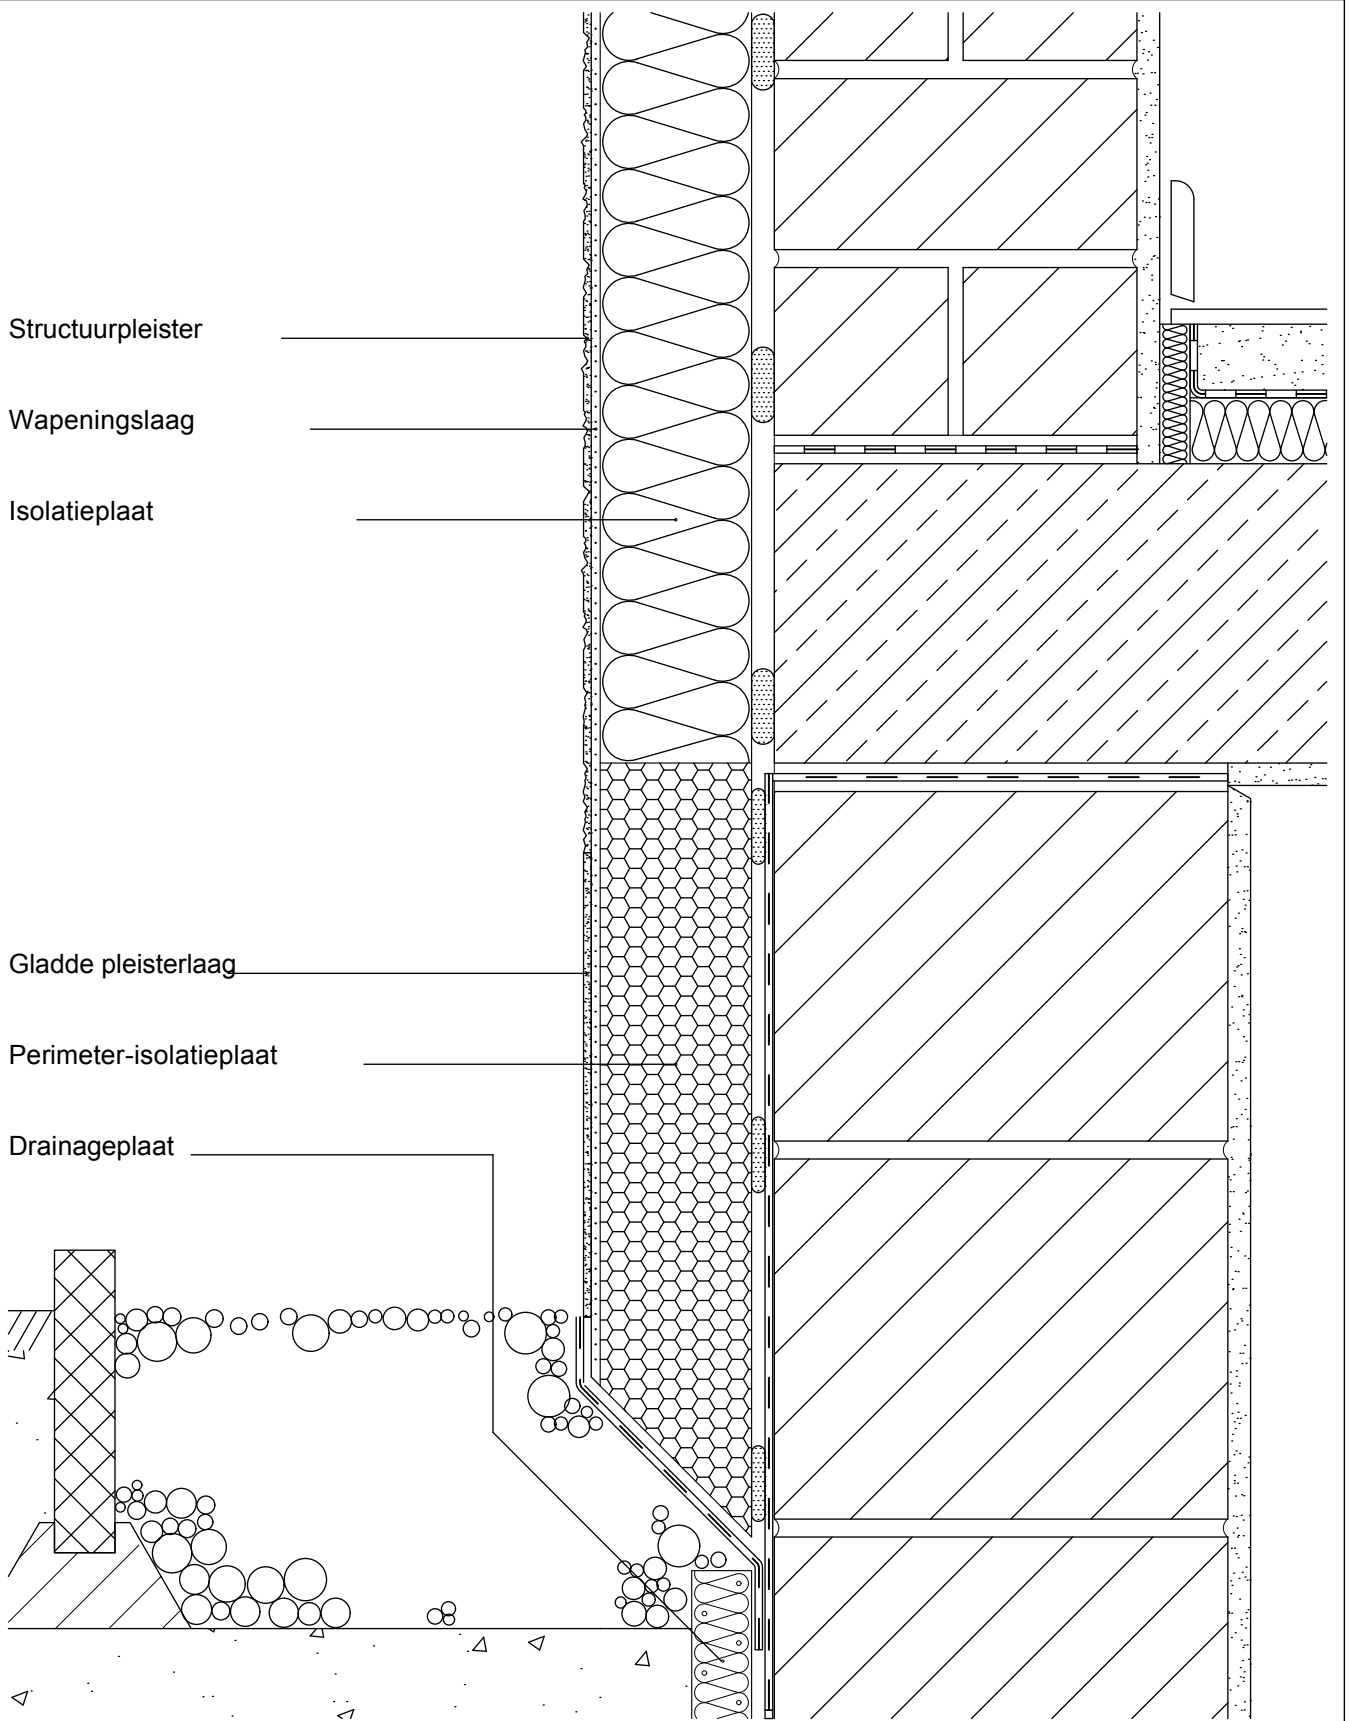 Structuurpleister
Wapeningslaag
Isolatieplaat
Gladde pleisterlaag
Perimeter-isolatieplaat
Drainageplaat